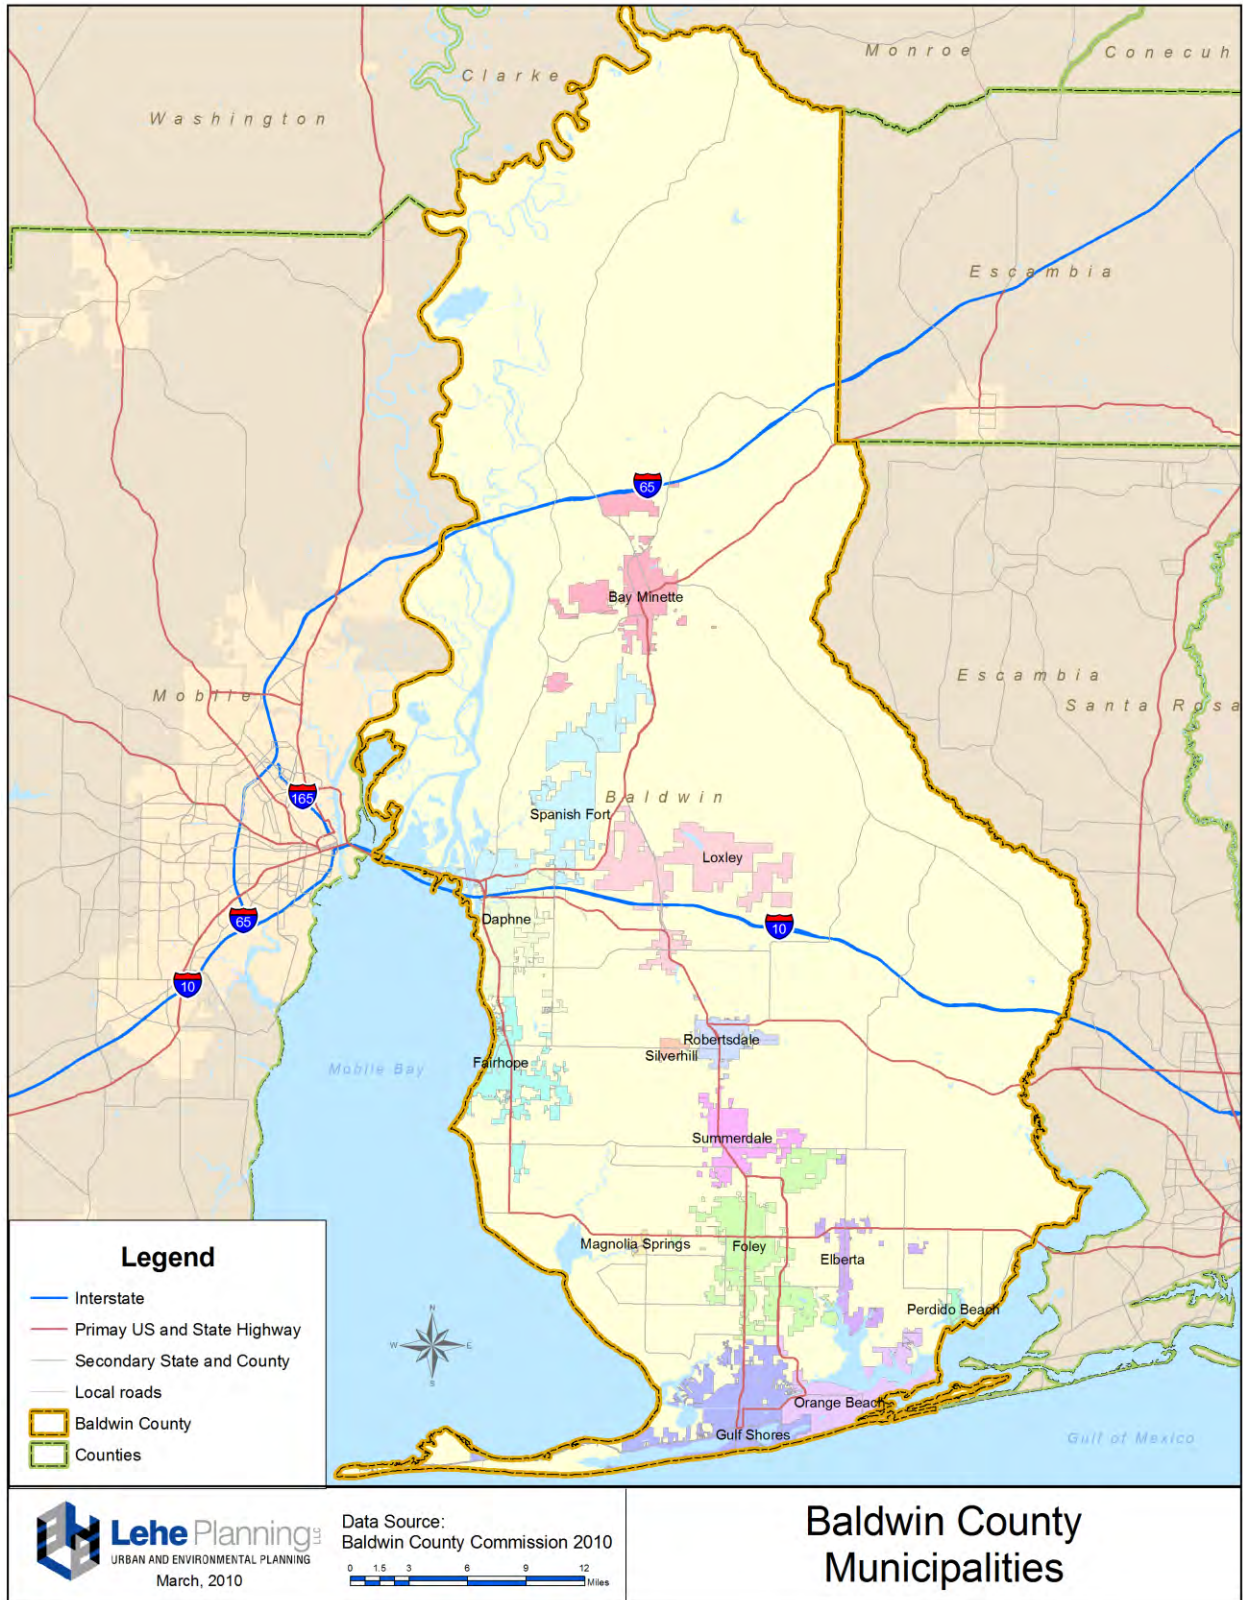 Monroe
Conecuh
Clarke
Washington
Escambia
65
Bay Minette
Escambia
Mobile
Santa Rosa
165
Baldwin
Spanish Fort
Loxley
65
Daphne
10
10
Robertsdale
Silverhill
Fairhope
Mobile Bay
Summerdale
Magnolia Springs
Foley
Elberta
Perdido Beach
Orange Beach
Gulf Shores
Gulf of Mexico
N
W
E
S
Legend
Interstate
Primay US and State Highway
Secondary State and County
Local roads
Baldwin County
Counties
Lehe Planning LLC
URBAN AND ENVIRONMENTAL PLANNING
March, 2010
Data Source:
Baldwin County Commission 2010
0 1.5 3 6 9 12
Miles
Baldwin County
Municipalities